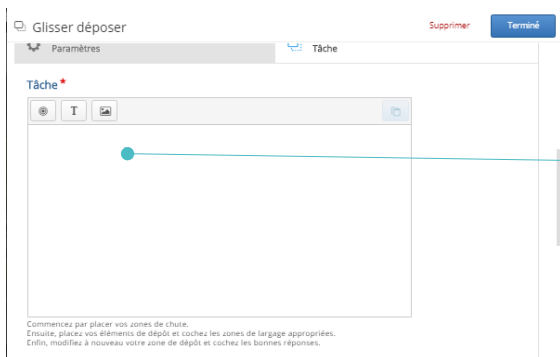 Glisser déposer
Supprimer
Terminé
Paramètres
Tâche
Tâche *
T
Commencez par placer vos zones de chute.
Ensuite, placez vos éléments de dépôt et cochez les zones de largage appropriées.
Enfin, modifiez à nouveau votre zone de dépôt et cochez les bonnes réponses.